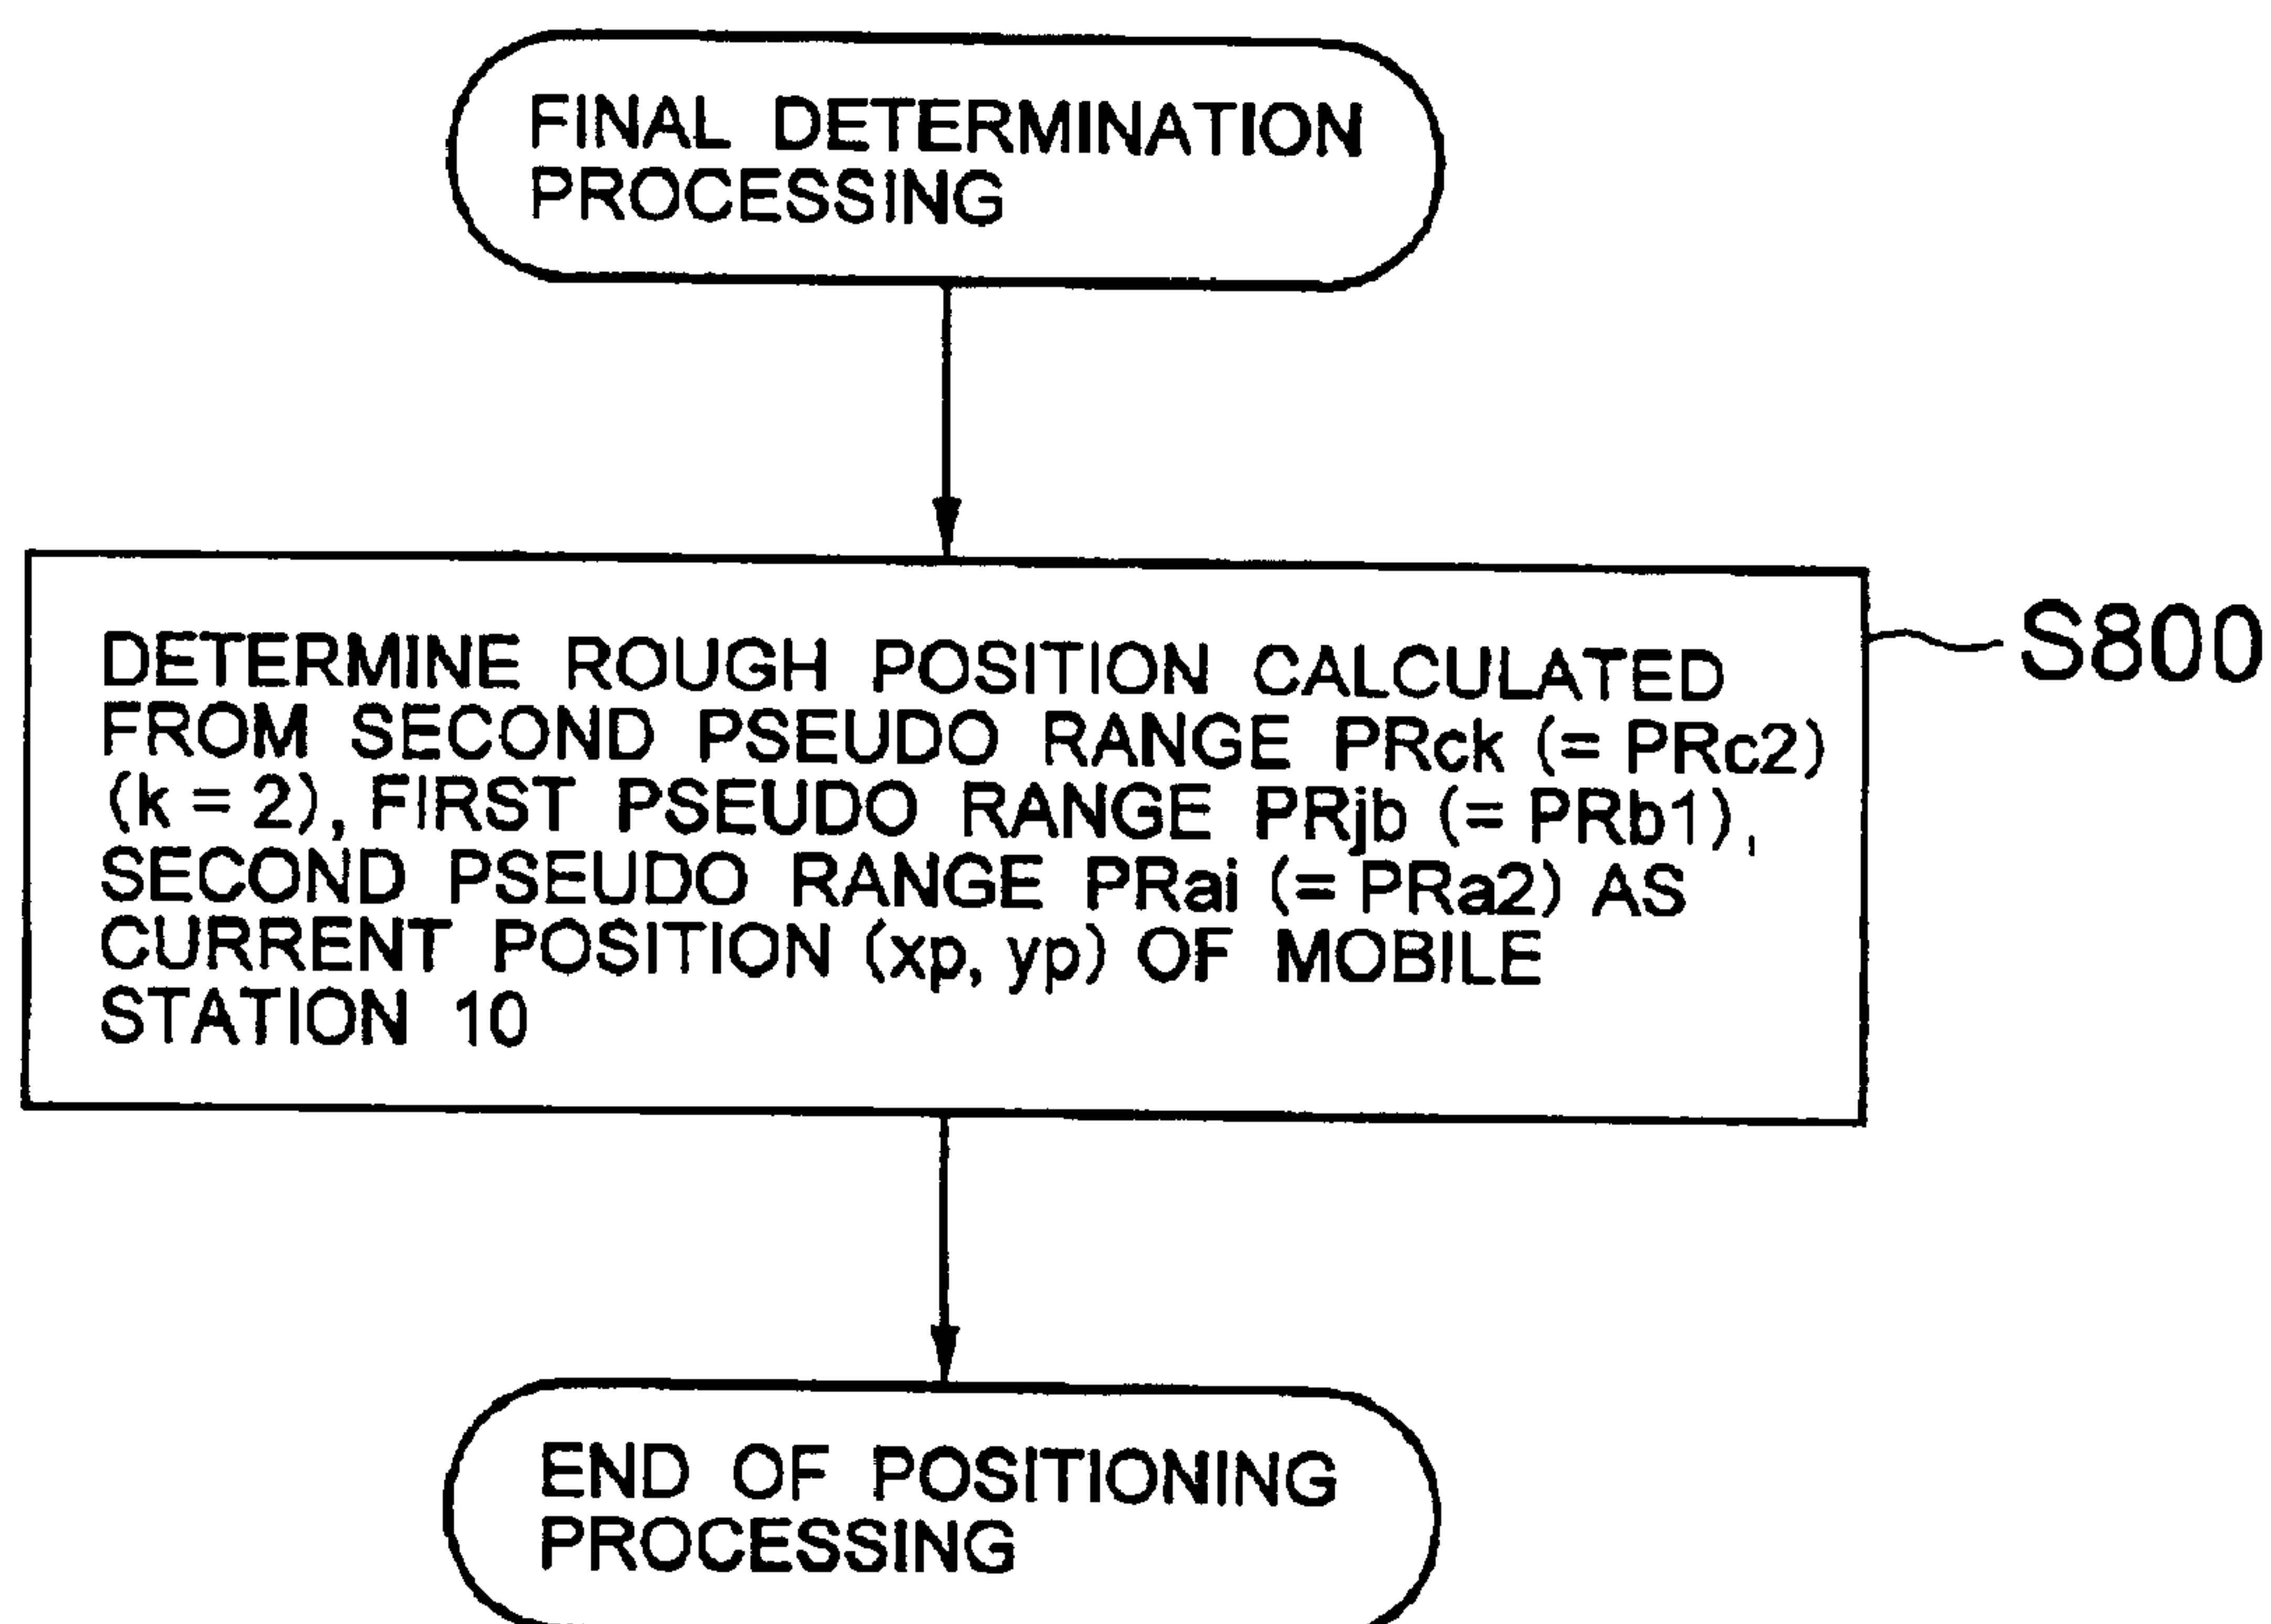 FINAL DETERMINATION
PROCESSING
DETERMINE ROUGH POSITION CALCULATED
FROM SECOND PSEUDO RANGE PRck (= PRc2)
(k = 2), FIRST PSEUDO RANGE PRjb (= PRb1),
SECOND PSEUDO RANGE PRai (= PRa2) AS
CURRENT POSITION (xp, yp) OF MOBILE
STATION 10
S800
END OF POSITIONING
PROCESSING